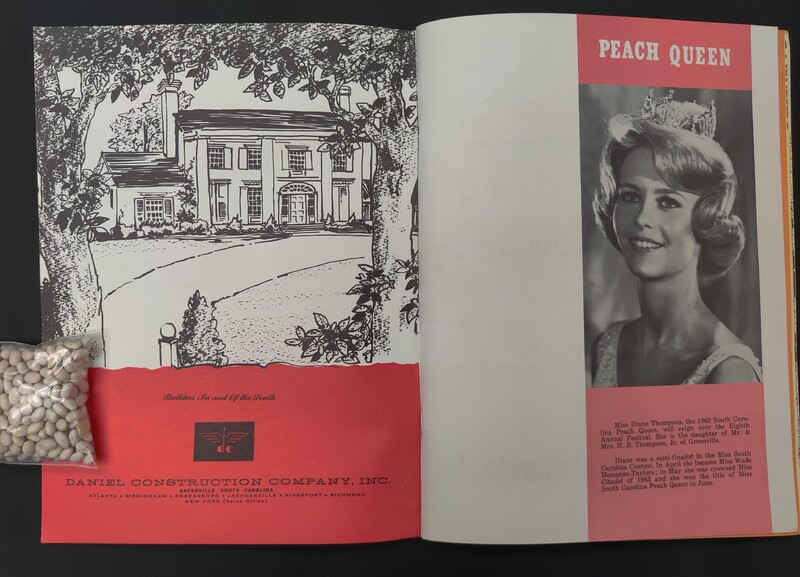 Builders In and Of the South
dc
DANIEL CONSTRUCTION COMPANY, INC.
GREENVILLE, SOUTH CAROLINA
ATLANTA • BIRMINGHAM • GREENSBORO • JACKSONVILLE • KINGSPORT • RICHMOND
NEW YORK (Sales Office)
PEACH QUEEN
Miss Diane Thompson, the 1963 South Caro-
lina Peach Queen, will reign over the Eighth
Annual Festival. She is the daughter of Mr. &
Mrs. H. B. Thompson, Jr. of Greenville.
Diane was a semi-finalist in the Miss South
Carolina Contest. In April she became Miss Wade
Hampton-Taylors; in May she was crowned Miss
Citadel of 1963 and she won the title of Miss
South Carolina Peach Queen in June.